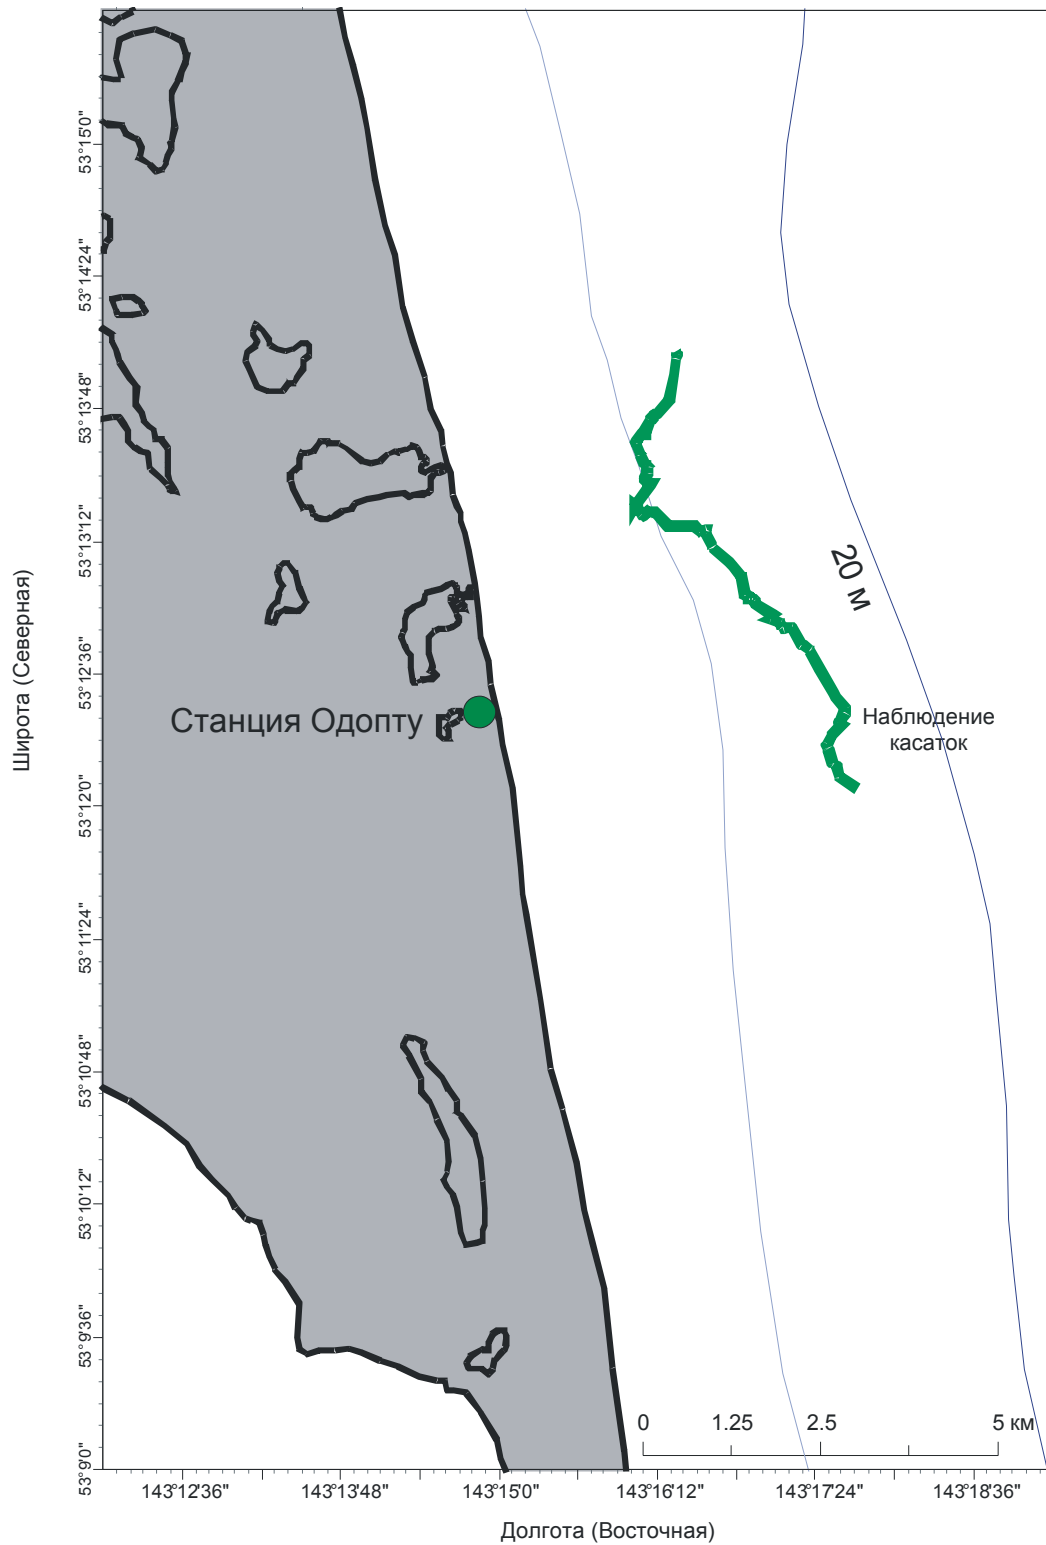 Широта (Северная)
53°15'0"
53°14'24"
53°13'48"
53°13'12"
53°12'36"
53°12'0"
53°11'24"
53°10'48"
53°10'12"
53°9'36"
53°9'0"
20 м
Станция Одопту
Наблюдение
касаток
0 1.25 2.5 5 км
143°12'36" 143°13'48" 143°150" 143°16'12" 143°17'24" 143°18'36"
Долгота (Восточная)